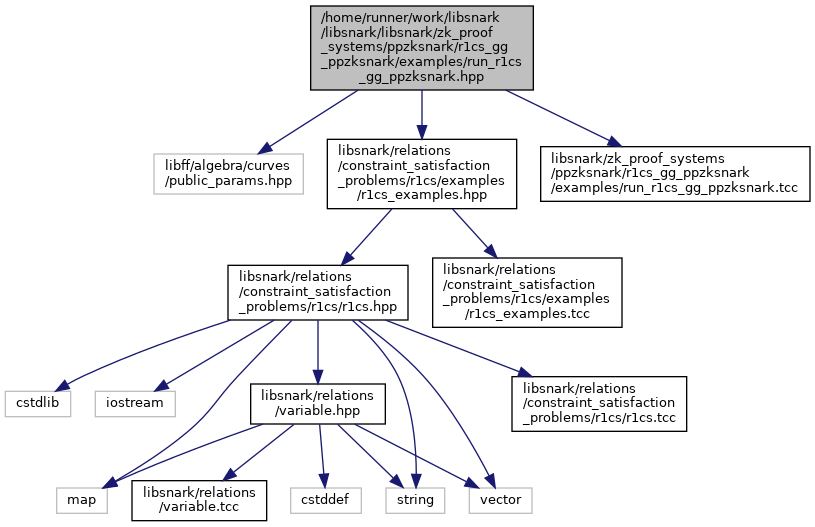 /home/runner/work/libsnark
/libsnark/libsnark/zk_proof
_systems/ppzksnark/r1cs_gg
_ppzksnark/examples/run_r1cs
_gg_ppzksnark.hpp
libff/algebra/curves
/public_params.hpp
libsnark/relations
/constraint_satisfaction
_problems/r1cs/examples
/r1cs_examples.hpp
libsnark/zk_proof_systems
/ppzksnark/r1cs_gg_ppzksnark
/examples/run_r1cs_gg_ppzksnark.tcc
libsnark/relations
/constraint_satisfaction
_problems/r1cs/r1cs.hpp
libsnark/relations
/constraint_satisfaction
_problems/r1cs/examples
/r1cs_examples.tcc
cstdlib
iostream
libsnark/relations
/variable.hpp
libsnark/relations
/constraint_satisfaction
_problems/r1cs/r1cs.tcc
map
libsnark/relations
/variable.tcc
cstddef
string
vector